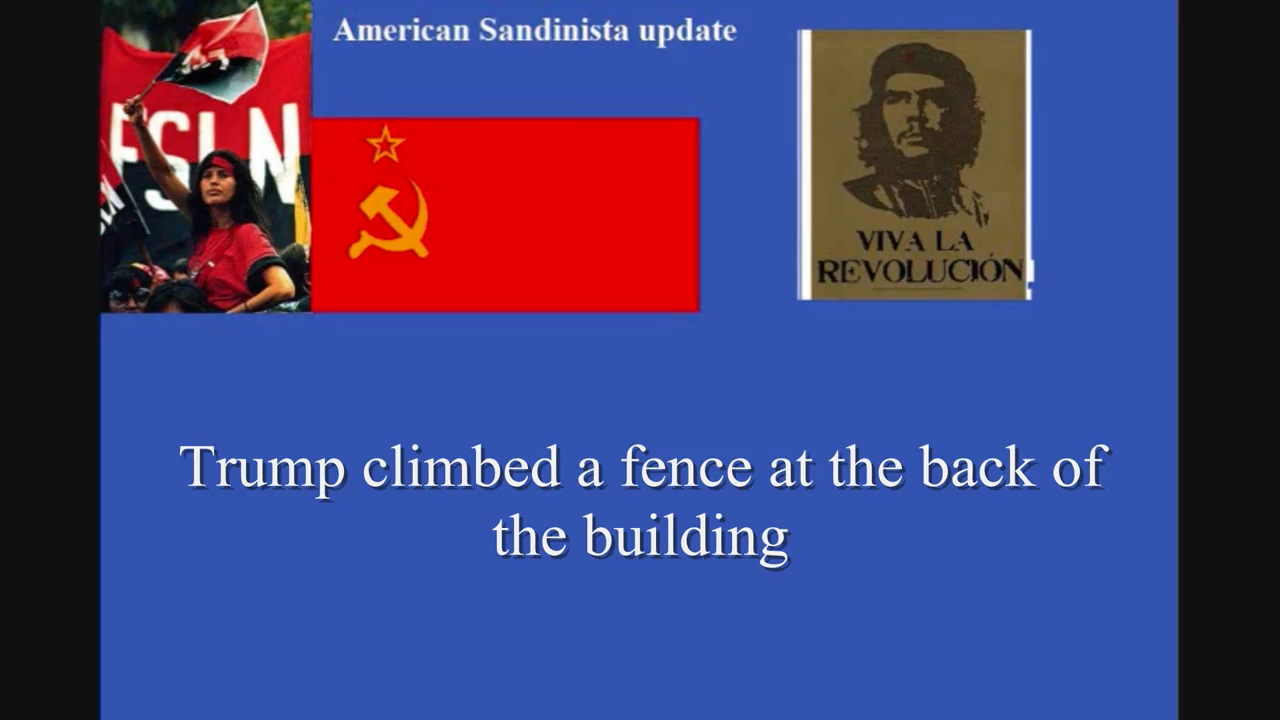 American Sandinista update
FSLN
VIVA LA
REVOLUCIÓN
Trump climbed a fence at the back of
the building